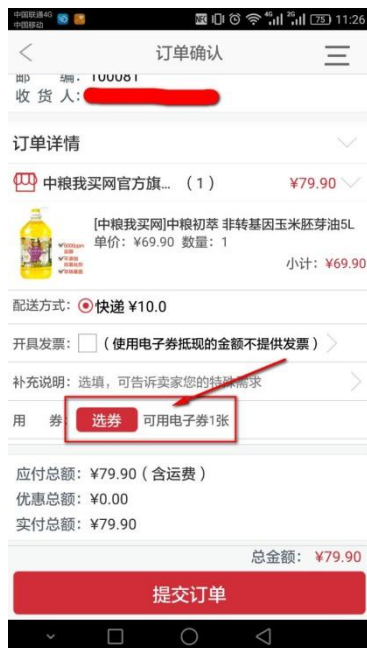 中国联通4G
中国移动
4G
2G
75
11:26
订单确认
邮 编：100081
收 货 人：
订单详情
中粮我买网官方旗... （1） ¥79.90
[中粮我买网]中粮初萃 非转基因玉米胚芽油5L
单价：¥69.90 数量：1
小计：¥69.90
配送方式： 快递 ¥10.0
开具发票： （使用电子券抵现的金额不提供发票）
补充说明：选填，可告诉卖家您的特殊需求
用 券： 选券 可用电子券1张
应付总额：¥79.90（含运费）
优惠总额：¥0.00
实付总额：¥79.90
总金额： ¥79.90
提交订单